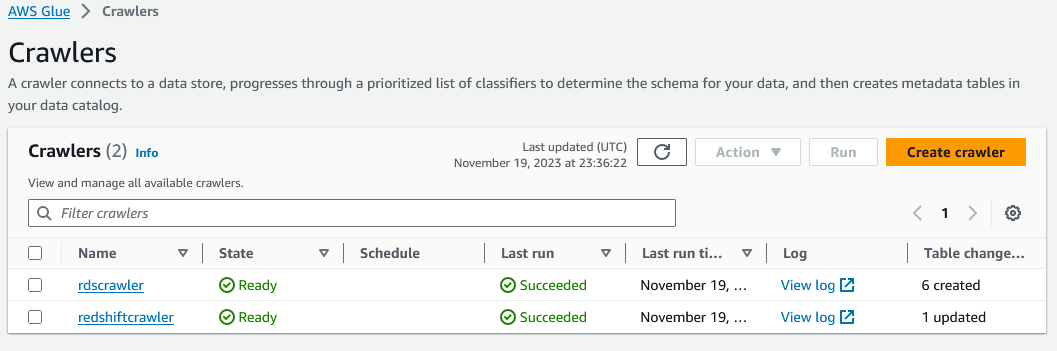 AWS Glue > Crawlers
Crawlers
A crawler connects to a data store, progresses through a prioritized list of classifiers to determine the schema for your data, and then creates metadata tables in
your data catalog.
Crawlers (2) Info
Last updated (UTC)
November 19, 2023 at 23:36:22
Action
Run
Create crawler
View and manage all available crawlers.
Filter crawlers
1
Name State Schedule Last run Last run ti... Log Table change...
rdscrawler Ready Succeeded November 19, ... View log 6 created
redshiftcrawler Ready Succeeded November 19, ... View log 1 updated